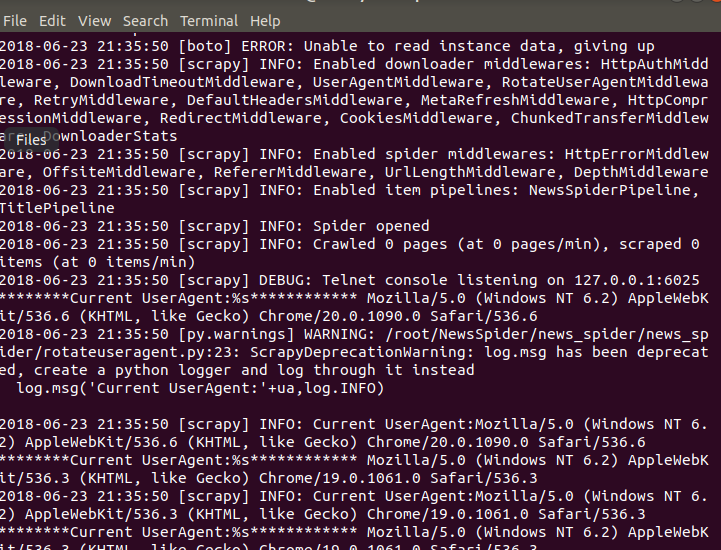 File Edit View Search Terminal Help
2018-06-23 21:35:50 [boto] ERROR: Unable to read instance data, giving up
2018-06-23 21:35:50 [scrapy] INFO: Enabled downloader middlewares: HttpAuthMidd
leware, DownloadTimeoutMiddleware, UserAgentMiddleware, RotateUserAgentMiddlewa
re, RetryMiddleware, DefaultHeadersMiddleware, MetaRefreshMiddleware, HttpCompr
essionMiddleware, RedirectMiddleware, CookiesMiddleware, ChunkedTransferMiddlew
DownloaderStats
Files
2018-06-23 21:35:50 [scrapy] INFO: Enabled spider middlewares: HttpErrorMiddlew
are, OffsiteMiddleware, RefererMiddleware, UrlLengthMiddleware, DepthMiddleware
2018-06-23 21:35:50 [scrapy] INFO: Enabled item pipelines: NewsSpiderPipeline,
TitlePipeline
2018-06-23 21:35:50 [scrapy] INFO: Spider opened
2018-06-23 21:35:50 [scrapy] INFO: Crawled 0 pages (at 0 pages/min), scraped 0
items (at 0 items/min)
2018-06-23 21:35:50 [scrapy] DEBUG: Telnet console listening on 127.0.0.1:6025
********Current UserAgent:%s************ Mozilla/5.0 (Windows NT 6.2) AppleWebK
it/536.6 (KHTML, like Gecko) Chrome/20.0.1090.0 Safari/536.6
2018-06-23 21:35:50 [py.warnings] WARNING: /root/NewsSpider/news_spider/news_sp
ider/rotateuseragent.py:23: ScrapyDeprecationWarning: log.msg has been deprecat
ed, create a python logger and log through it instead
log.msg('Current UserAgent:'+ua,log.INFO)
2018-06-23 21:35:50 [scrapy] INFO: Current UserAgent:Mozilla/5.0 (Windows NT 6.
2) AppleWebKit/536.6 (KHTML, like Gecko) Chrome/20.0.1090.0 Safari/536.6
********Current UserAgent:%s************ Mozilla/5.0 (Windows NT 6.2) AppleWebK
it/536.3 (KHTML, like Gecko) Chrome/19.0.1061.0 Safari/536.3
2018-06-23 21:35:50 [scrapy] INFO: Current UserAgent:Mozilla/5.0 (Windows NT 6.
2) AppleWebKit/536.3 (KHTML, like Gecko) Chrome/19.0.1061.0 Safari/536.3
********Current UserAgent:%s************ Mozilla/5.0 (Windows NT 6.2) AppleWebK
it/536.3 (KHTML, like Gecko) Chrome/19.0.1061.0 Safari/536.3